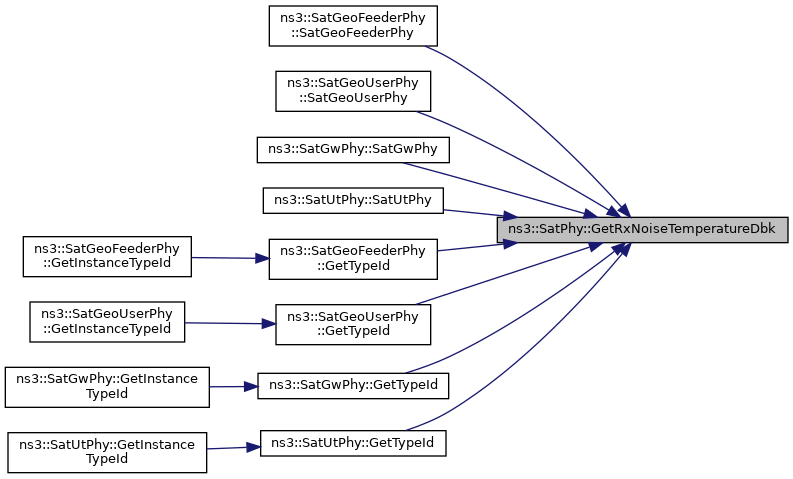 ns3::SatGeoFeederPhy
::SatGeoFeederPhy
ns3::SatGeoUserPhy
::SatGeoUserPhy
ns3::SatGwPhy::SatGwPhy
ns3::SatUtPhy::SatUtPhy
ns3::SatPhy::GetRxNoiseTemperatureDbk
ns3::SatGeoFeederPhy
::GetInstanceTypeId
ns3::SatGeoFeederPhy
::GetTypeId
ns3::SatGeoUserPhy
::GetInstanceTypeId
ns3::SatGeoUserPhy
::GetTypeId
ns3::SatGwPhy::GetInstance
TypeId
ns3::SatGwPhy::GetTypeId
ns3::SatUtPhy::GetInstance
TypeId
ns3::SatUtPhy::GetTypeId